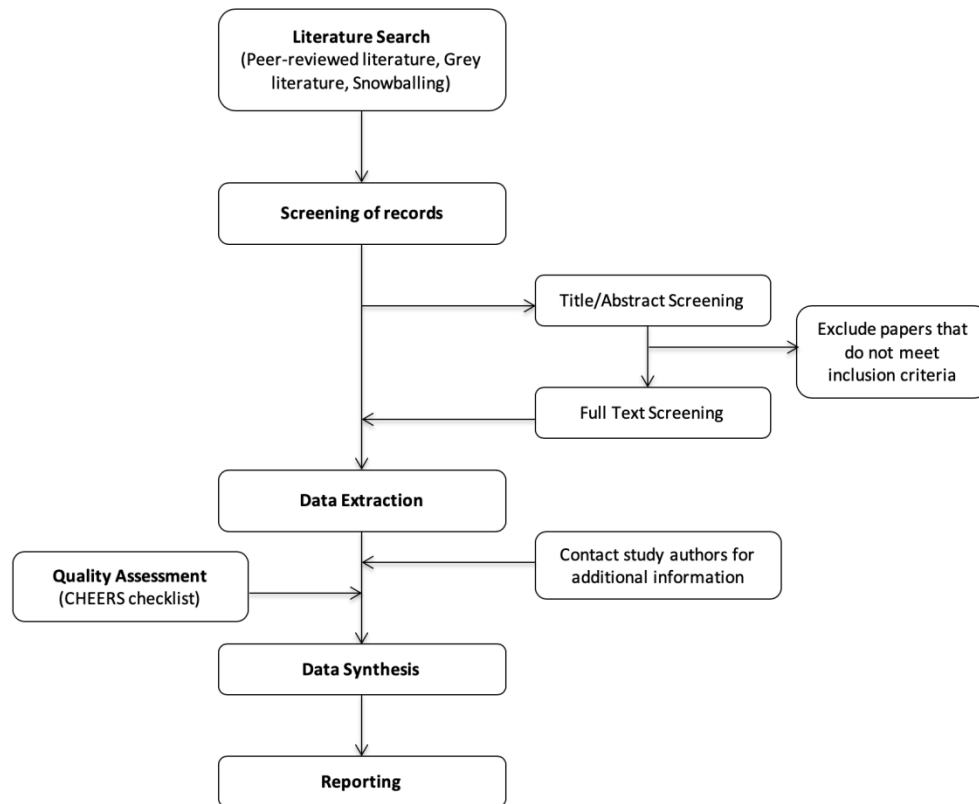 Literature Search
(Peer-reviewed literature, Grey
literature, Snowballing)
Screening of records
Title/Abstract Screening
Exclude papers that
do not meet
inclusion criteria
Full Text Screening
Data Extraction
Contact study authors for
additional information
Quality Assessment
(CHEERS checklist)
Data Synthesis
Reporting